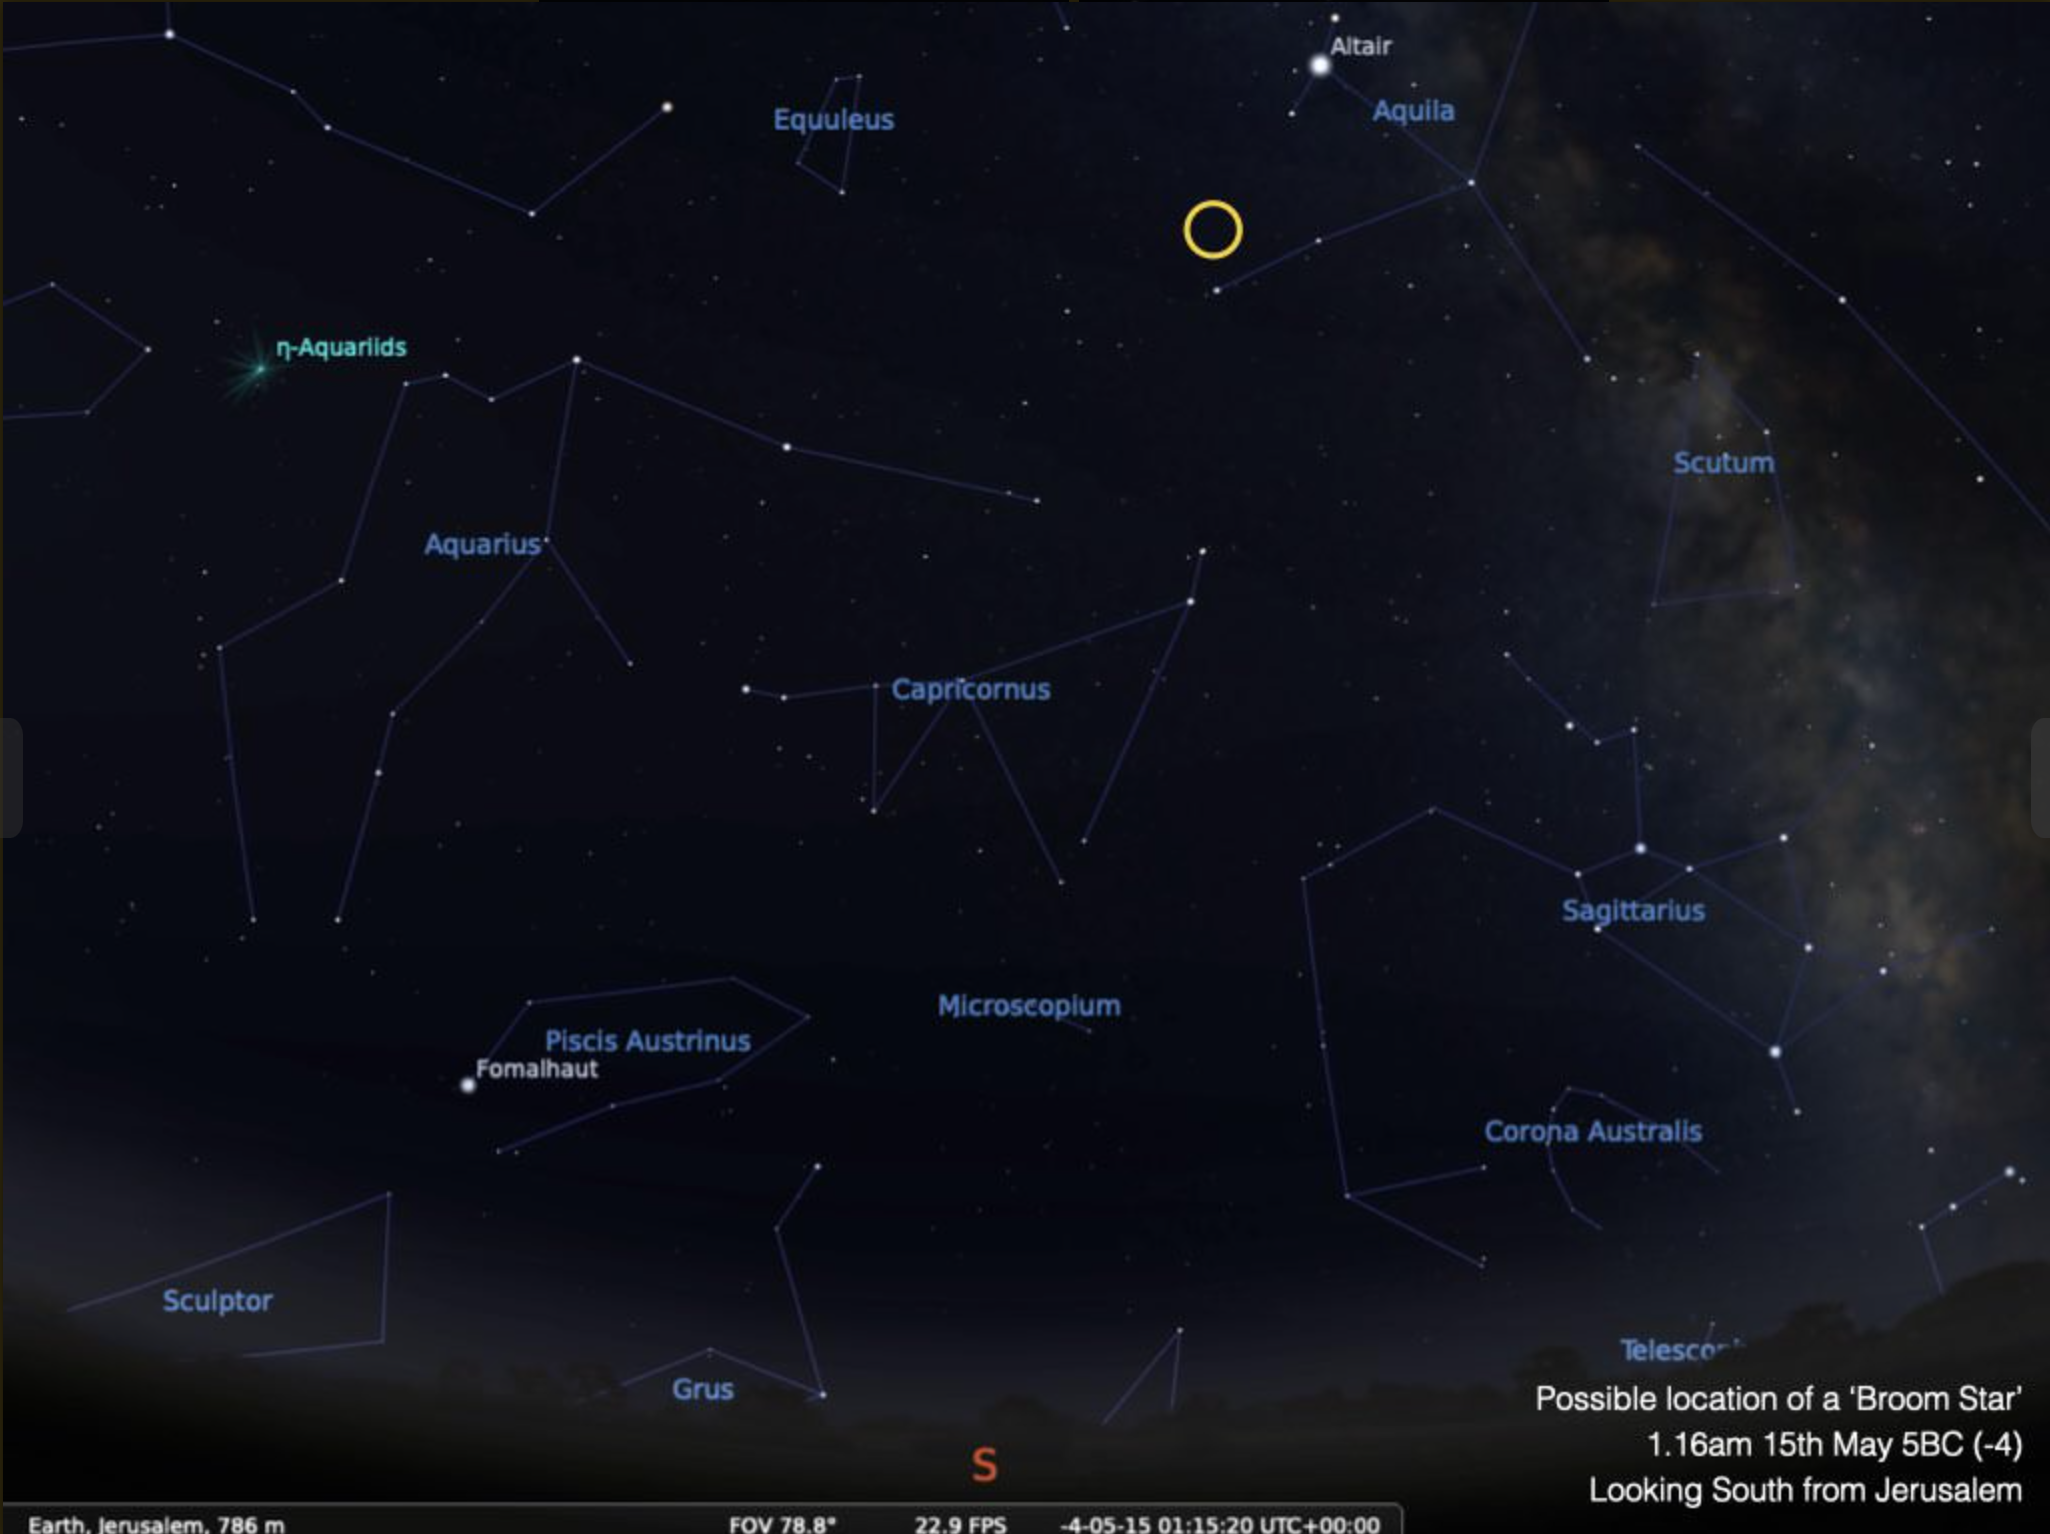 Altair
Aquila
Equuleus
η-Aquariids
Scutum
Aquarius
Capricornus
Sagittarius
Microscopium
Piscis Austrinus
Fomalhaut
Corona Australis
Sculptor
Grus
Possible location of a ‘Broom Star’
1.16am 15th May 5BC (-4)
Looking South from Jerusalem
S
Earth, Jerusalem, 786 m FOV 78.8° 22.9 FPS -4-05-15 01:15:20 UTC+00:00